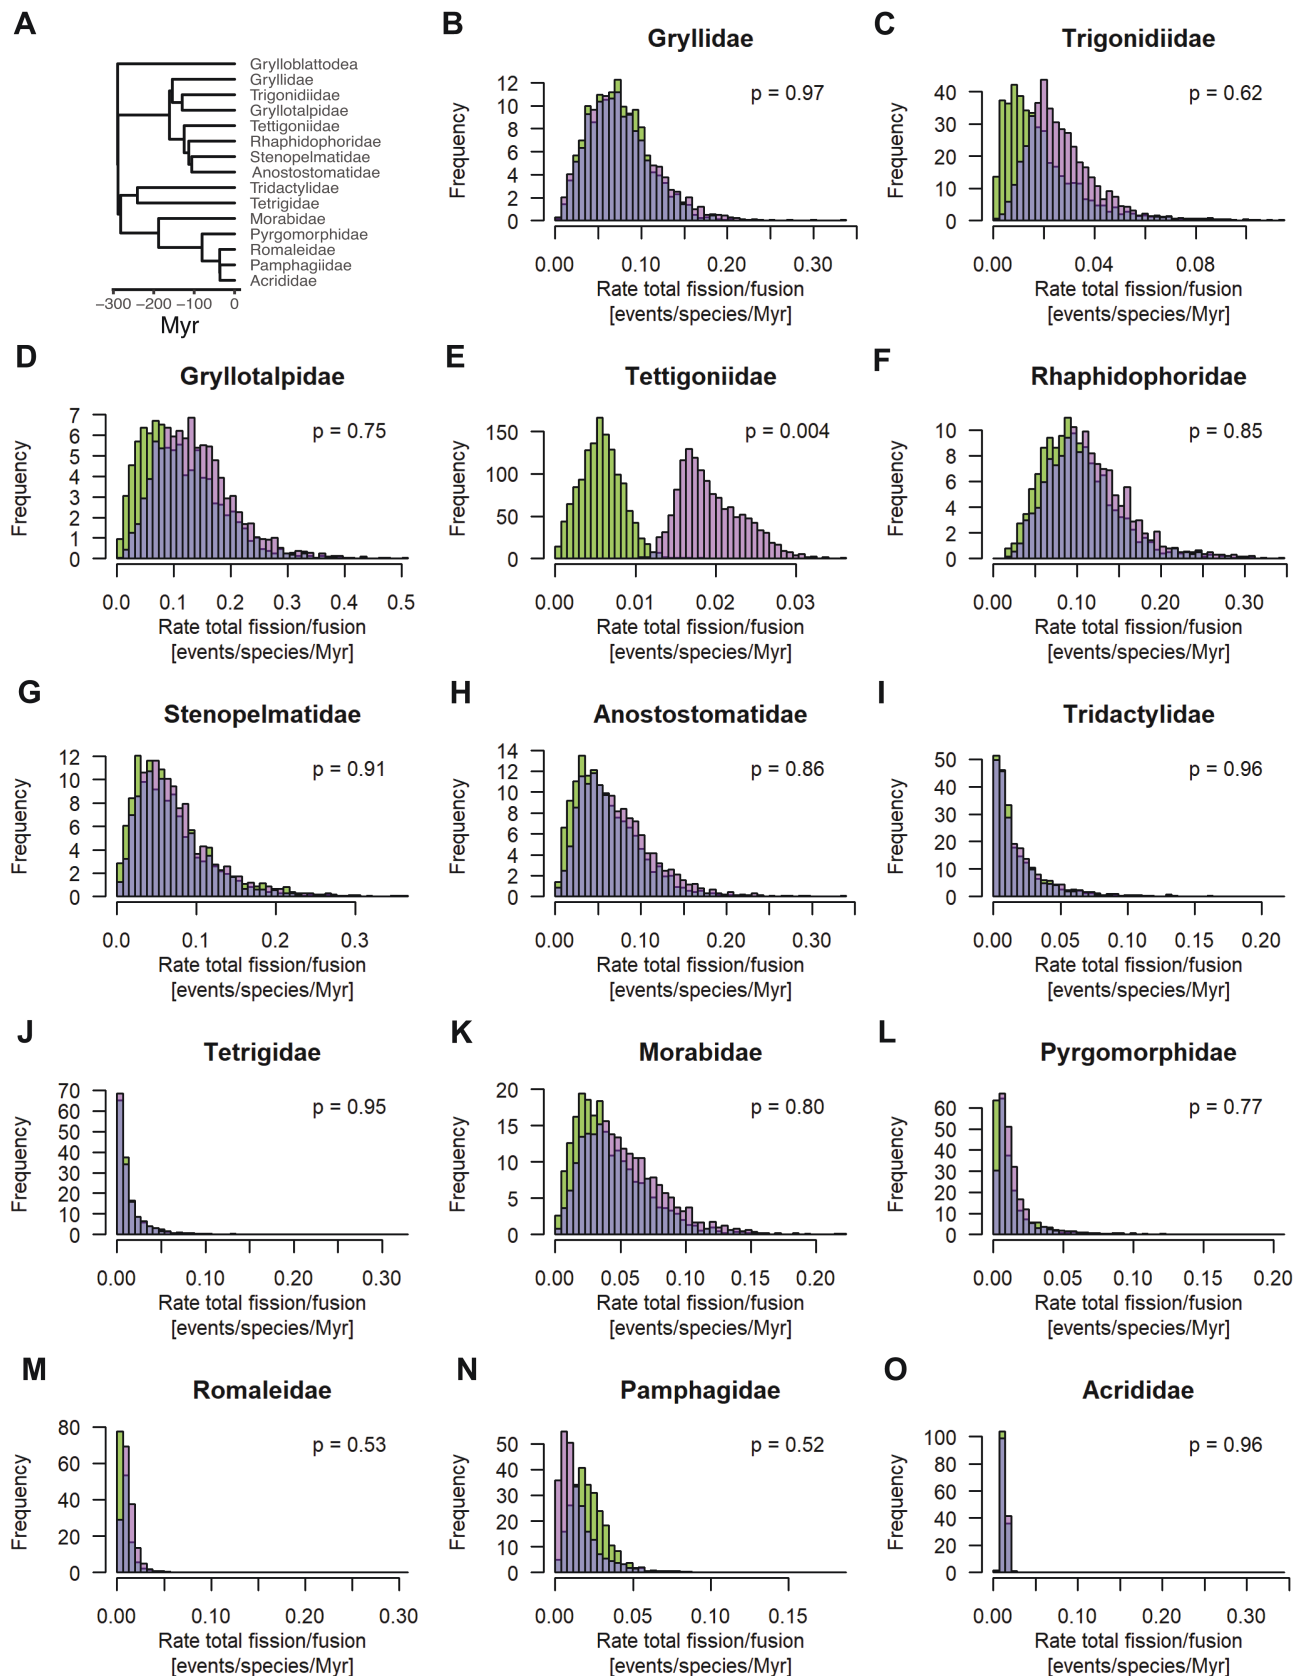 A
Grylloblattodea
Gryllidae
Trigonidiidae
Gryllotalpidae
Tettigoniidae
Rhaphidophoridae
Stenopelmatidae
Anostostomatidae
Tridactylidae
Tetrigidae
Morabidae
Pyrgomorphidae
Romaleidae
Pamphagiidae
Acrididae
−300 −200 −100 0
Myr
B
Gryllidae
p = 0.97
Frequency
12
10
8
6
4
2
0
0.00 0.10 0.20 0.30
Rate total fission/fusion
[events/species/Myr]
C
Trigonidiidae
p = 0.62
Frequency
40
30
20
10
0
0.00 0.04 0.08
Rate total fission/fusion
[events/species/Myr]
D
Gryllotalpidae
p = 0.75
Frequency
7
6
5
4
3
2
1
0
0.0 0.1 0.2 0.3 0.4 0.5
Rate total fission/fusion
[events/species/Myr]
E
Tettigoniidae
p = 0.004
Frequency
150
100
50
0
0.00 0.01 0.02 0.03
Rate total fission/fusion
[events/species/Myr]
F
Rhaphidophoridae
p = 0.85
Frequency
10
8
6
4
2
0
0.00 0.10 0.20 0.30
Rate total fission/fusion
[events/species/Myr]
G
Stenopelmatidae
p = 0.91
Frequency
12
10
8
6
4
2
0
0.0 0.1 0.2 0.3
Rate total fission/fusion
[events/species/Myr]
H
Anostostomatidae
p = 0.86
Frequency
14
12
10
8
6
4
2
0
0.00 0.10 0.20 0.30
Rate total fission/fusion
[events/species/Myr]
I
Tridactylidae
p = 0.96
Frequency
50
40
30
20
10
0
0.00 0.05 0.10 0.15 0.20
Rate total fission/fusion
[events/species/Myr]
J
Tetrigidae
p = 0.95
Frequency
70
60
50
40
30
20
10
0
0.00 0.10 0.20 0.30
Rate total fission/fusion
[events/species/Myr]
K
Morabidae
p = 0.80
Frequency
20
15
10
5
0
0.00 0.05 0.10 0.15 0.20
Rate total fission/fusion
[events/species/Myr]
L
Pyrgomorphidae
p = 0.77
Frequency
60
50
40
30
20
10
0
0.00 0.05 0.10 0.15 0.20
Rate total fission/fusion
[events/species/Myr]
M
Romaleidae
p = 0.53
Frequency
80
60
40
20
0
0.00 0.10 0.20 0.30
Rate total fission/fusion
[events/species/Myr]
N
Pamphagidae
p = 0.52
Frequency
50
40
30
20
10
0
0.00 0.05 0.10 0.15
Rate total fission/fusion
[events/species/Myr]
O
Acrididae
p = 0.96
Frequency
100
80
60
40
20
0
0.00 0.10 0.20 0.30
Rate total fission/fusion
[events/species/Myr]